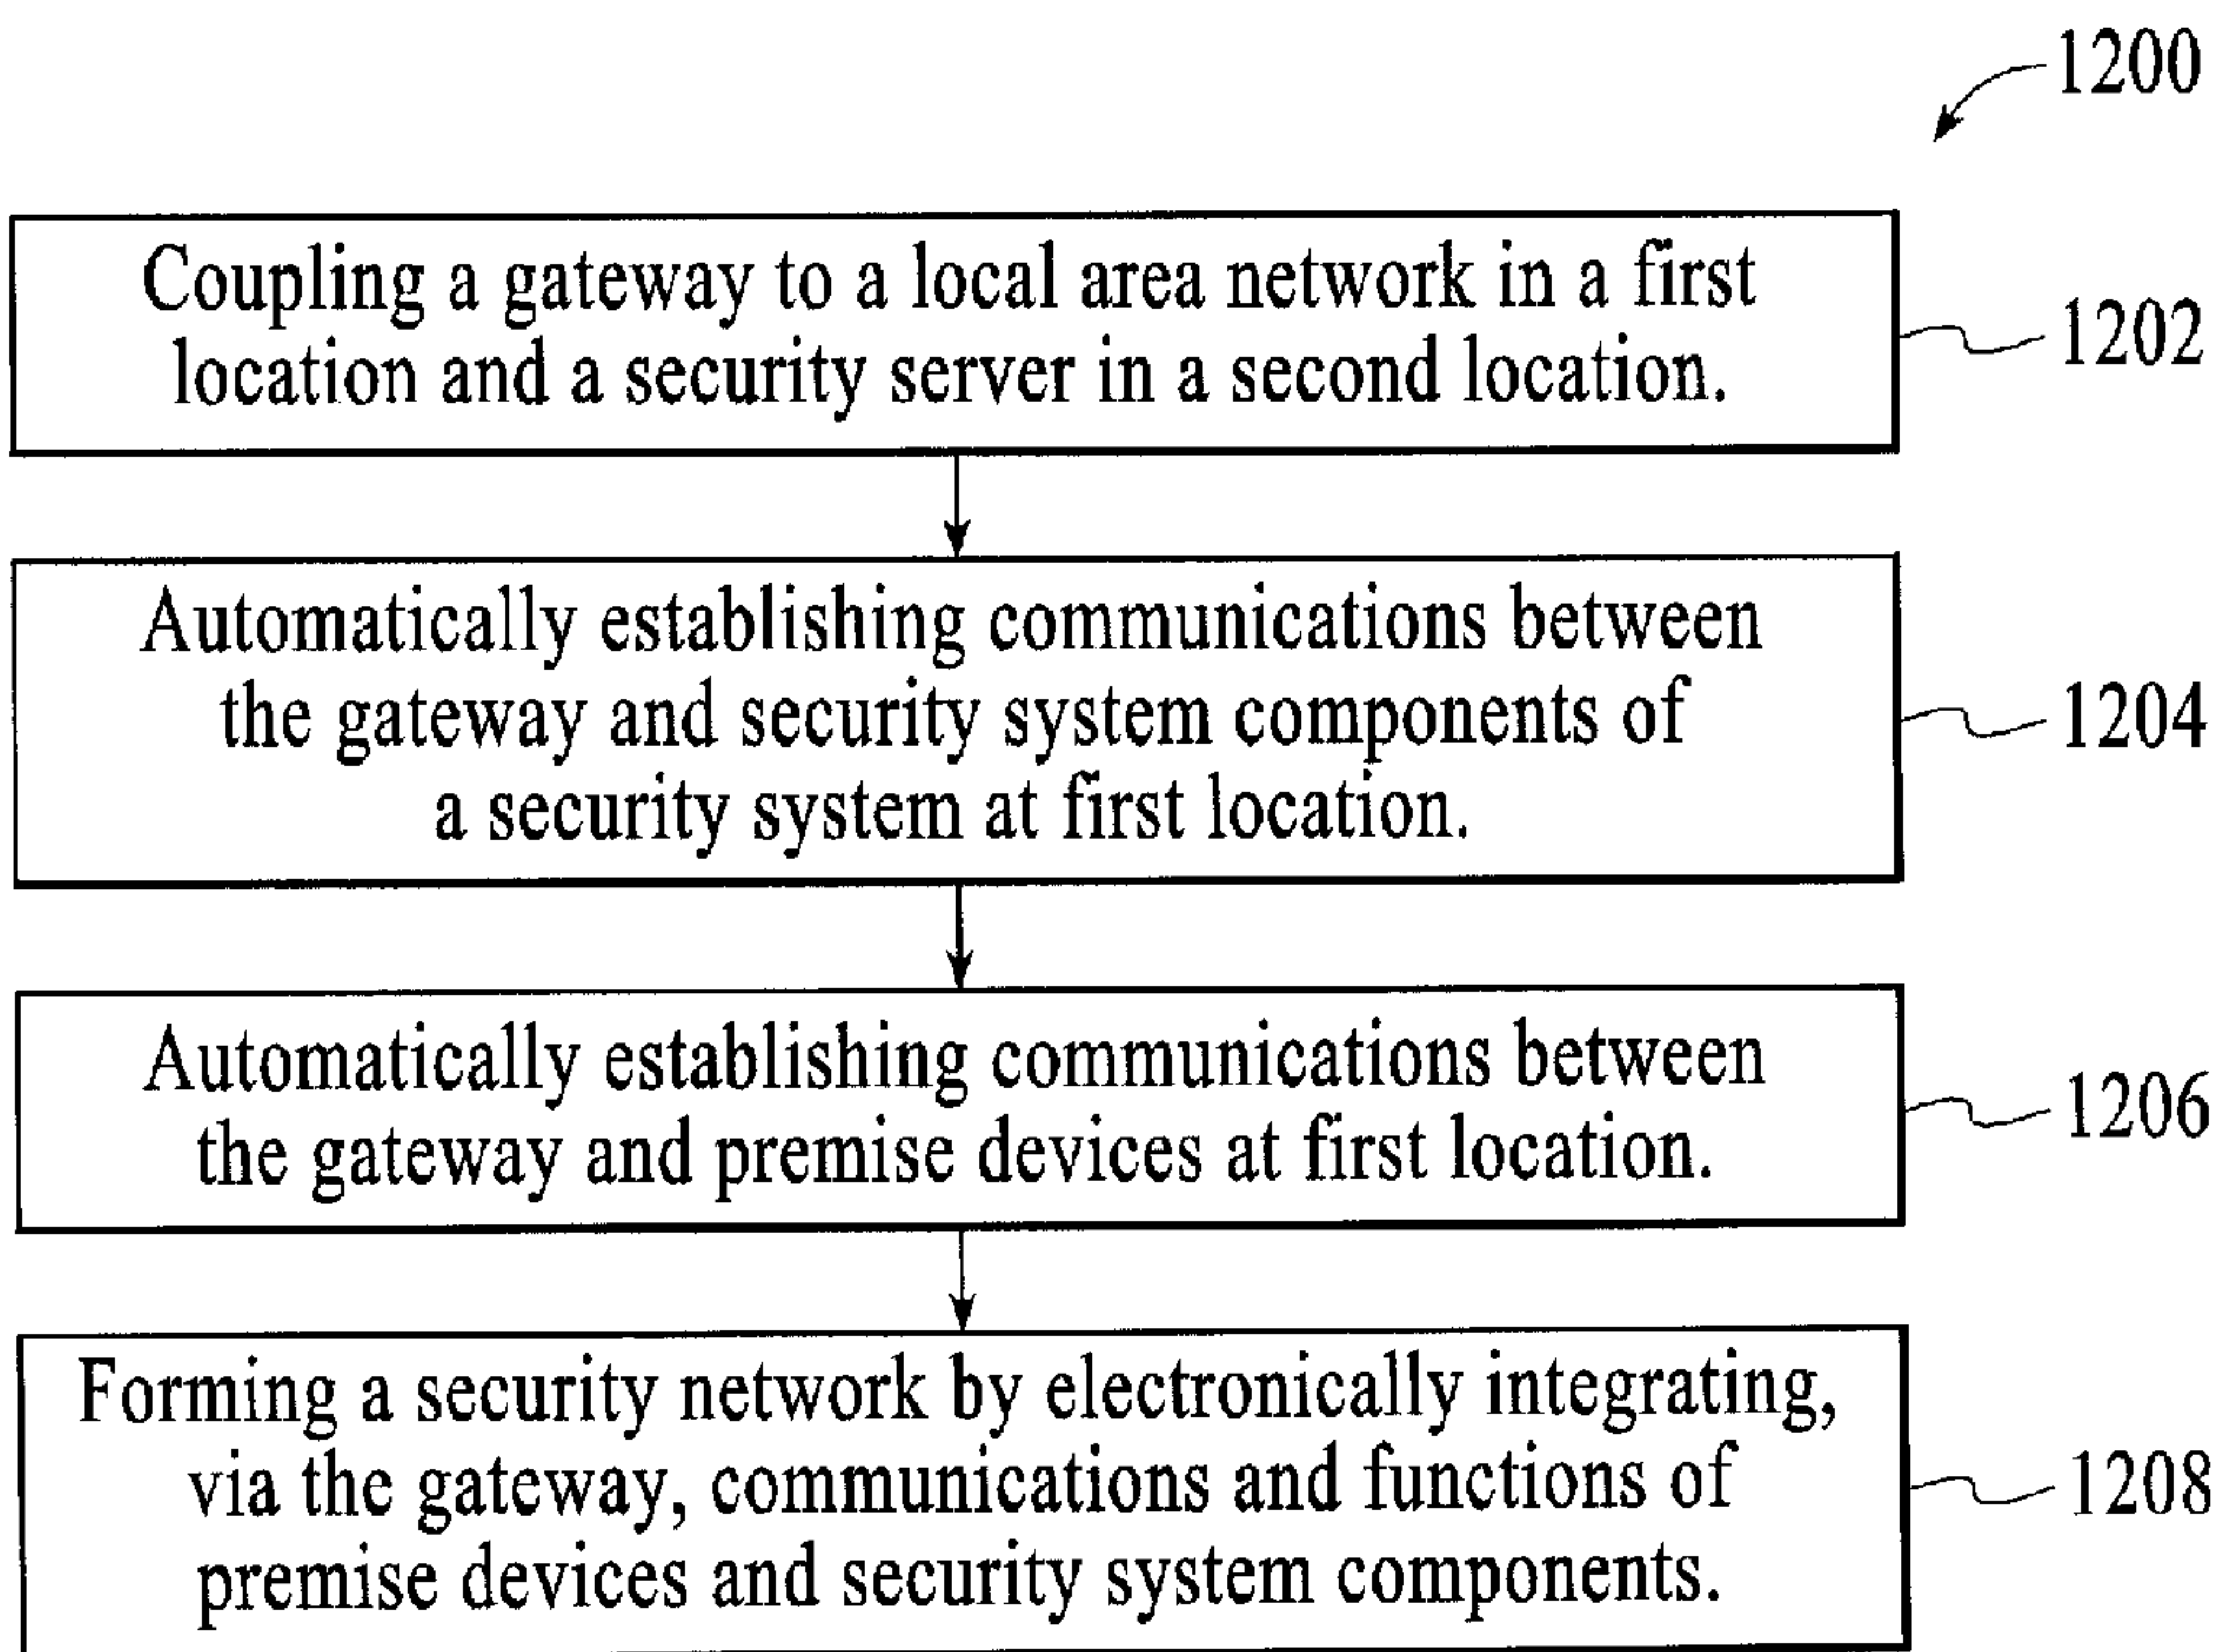 1200
Coupling a gateway to a local area network in a first
location and a security server in a second location.
1202
Automatically establishing communications between
the gateway and security system components of
a security system at first location.
1204
Automatically establishing communications between
the gateway and premise devices at first location.
1206
Forming a security network by electronically integrating,
via the gateway, communications and functions of
premise devices and security system components.
1208